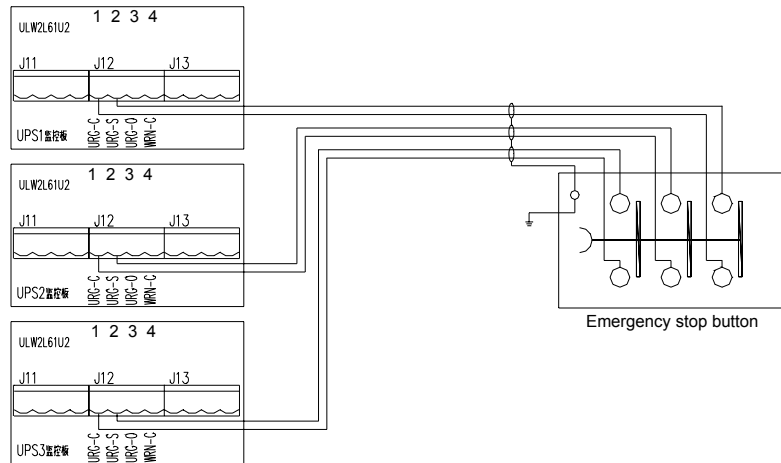 ULW2L61U2
1 2 3 4
J11 J12 J13
UPS1监控板
URG-C
URG-S
URG-O
WRN-C
ULW2L61U2
1 2 3 4
J11 J12 J13
UPS2监控板
URG-C
URG-S
URG-O
WRN-C
Emergency stop button
ULW2L61U2
1 2 3 4
J11 J12 J13
UPS3监控板
URG-C
URG-S
URG-O
WRN-C